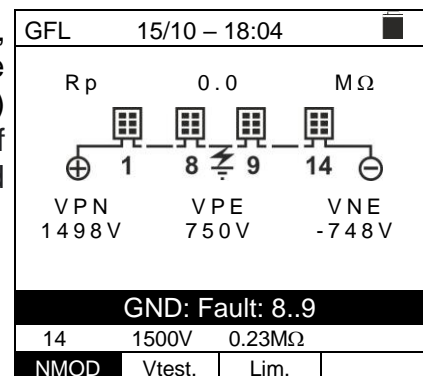 GFL 15/10 – 18:04
Rp 0.0 MΩ
1 8 9 14
VPN VPE VNE
1498V 750V -748V
GND: Fault: 8..9
14 1500V 0.23MΩ
NMOD Vtest. Lim.